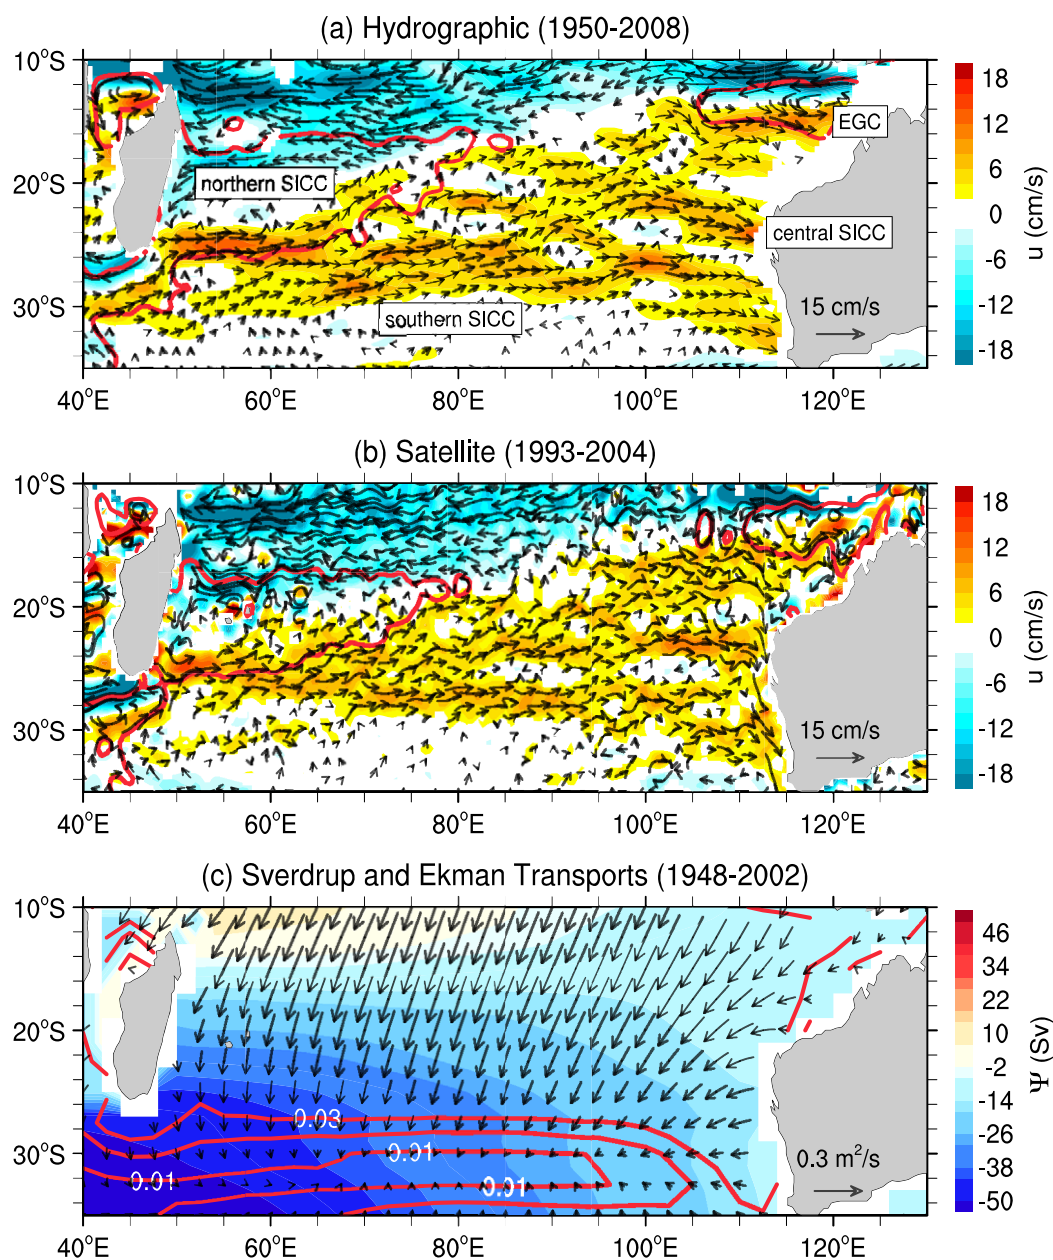 (a) Hydrographic (1950-2008)
10°S
20°S
30°S
40°E
60°E
80°E
100°E
120°E
northern SICC
EGC
central SICC
southern SICC
15 cm/s
18
12
6
0
-6
-12
-18
u (cm/s)
(b) Satellite (1993-2004)
10°S
20°S
30°S
40°E
60°E
80°E
100°E
120°E
15 cm/s
18
12
6
0
-6
-12
-18
u (cm/s)
(c) Sverdrup and Ekman Transports (1948-2002)
10°S
20°S
30°S
40°E
60°E
80°E
100°E
120°E
0.03
0.01
0.01
0.01
0.3 m²/s
46
34
22
10
-2
-14
-26
-38
-50
Ψ (Sv)